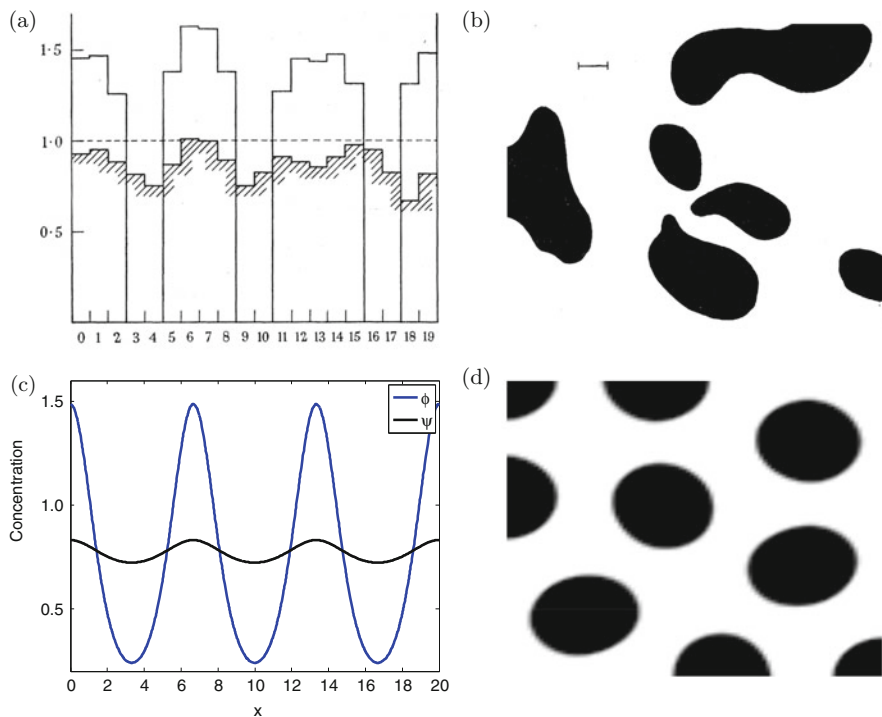 (a)
1·5
1·0
0·5
0 1 2 3 4 5 6 7 8 9 10 11 12 13 14 15 16 17 18 19
(b)
(c)
1.5
1.0
0.5
Concentration
ϕ
ψ
0 2 4 6 8 10 12 14 16 18 20
x
(d)